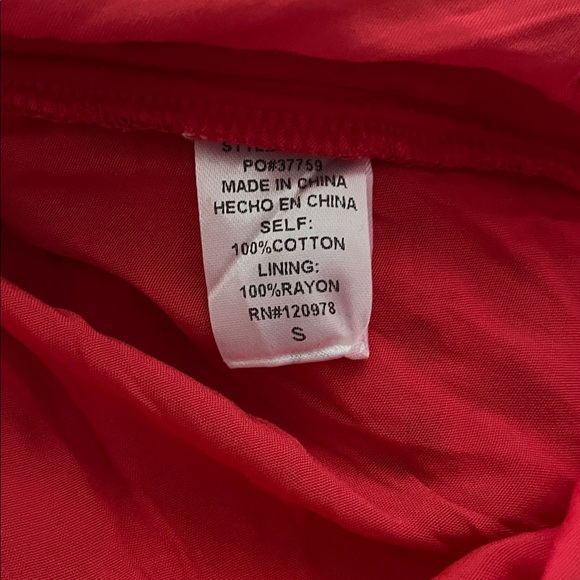 PO#37759
MADE IN CHINA
HECHO EN CHINA
SELF:
100%COTTON
LINING:
100%RAYON
RN#120978
S